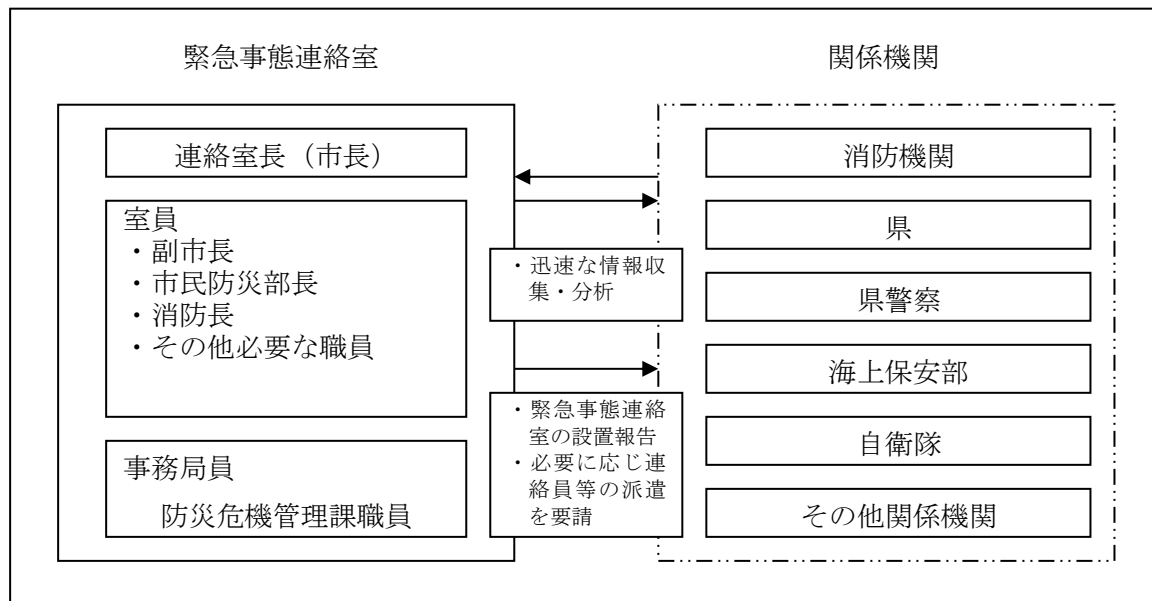 緊急事態連絡室
連絡室長（市長）
室員
・副市長
・市民防災部長
・消防長
・その他必要な職員
事務局員
防災危機管理課職員
・迅速な情報収
集・分析
・緊急事態連絡
室の設置報告
・必要に応じ連
絡員等の派遣
を要請
関係機関
消防機関
県
県警察
海上保安部
自衛隊
その他関係機関